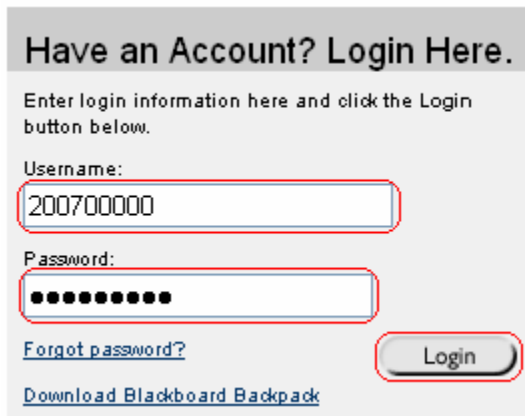 Have an Account? Login Here.
Enter login information here and click the Login
button below.
Username:
200700000
Password:
●●●●●●●●●
Forgot password?
Login
Download Blackboard Backpack